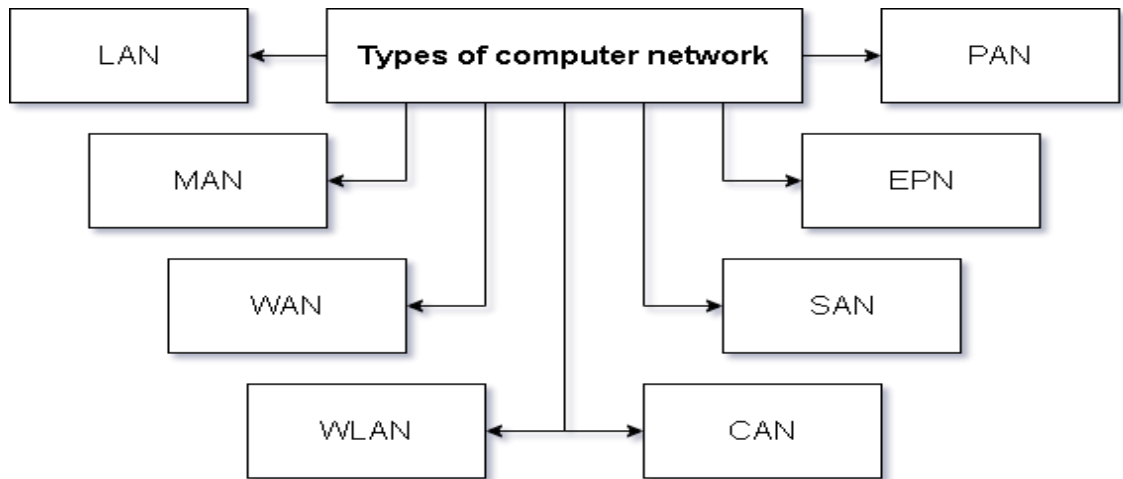 LAN
Types of computer network
PAN
MAN
EPN
WAN
SAN
WLAN
CAN